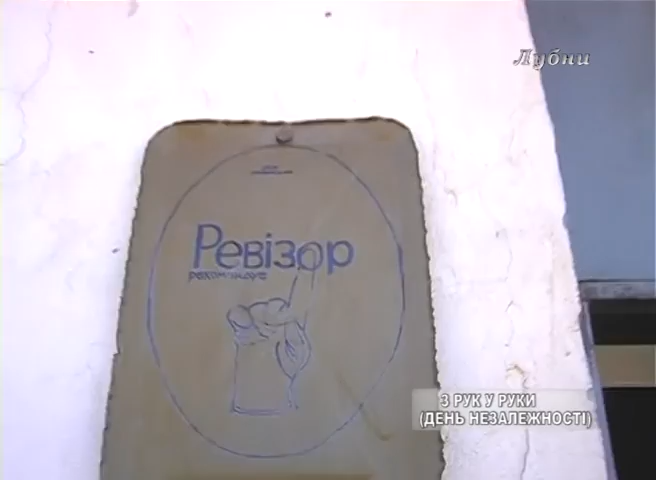 Лубни
Ревізор
рекомендує
З РУК У РУКИ
(ДЕНЬ НЕЗАЛЕЖНОСТІ)